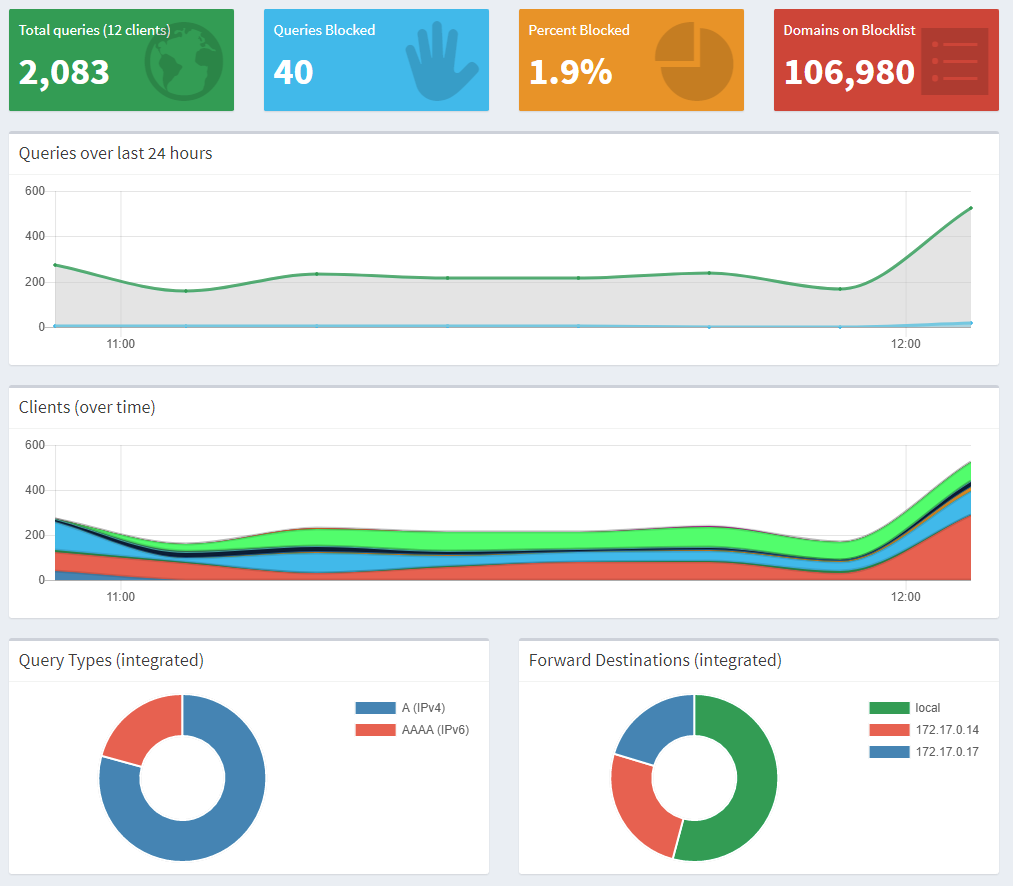 Total queries (12 clients)
2,083
Queries Blocked
40
Percent Blocked
1.9%
Domains on Blocklist
106,980
Queries over last 24 hours
600
400
200
0
11:00
12:00
Clients (over time)
600
400
200
0
11:00
12:00
Query Types (integrated)
A (IPv4)
AAAA (IPv6)
Forward Destinations (integrated)
local
172.17.0.14
172.17.0.17